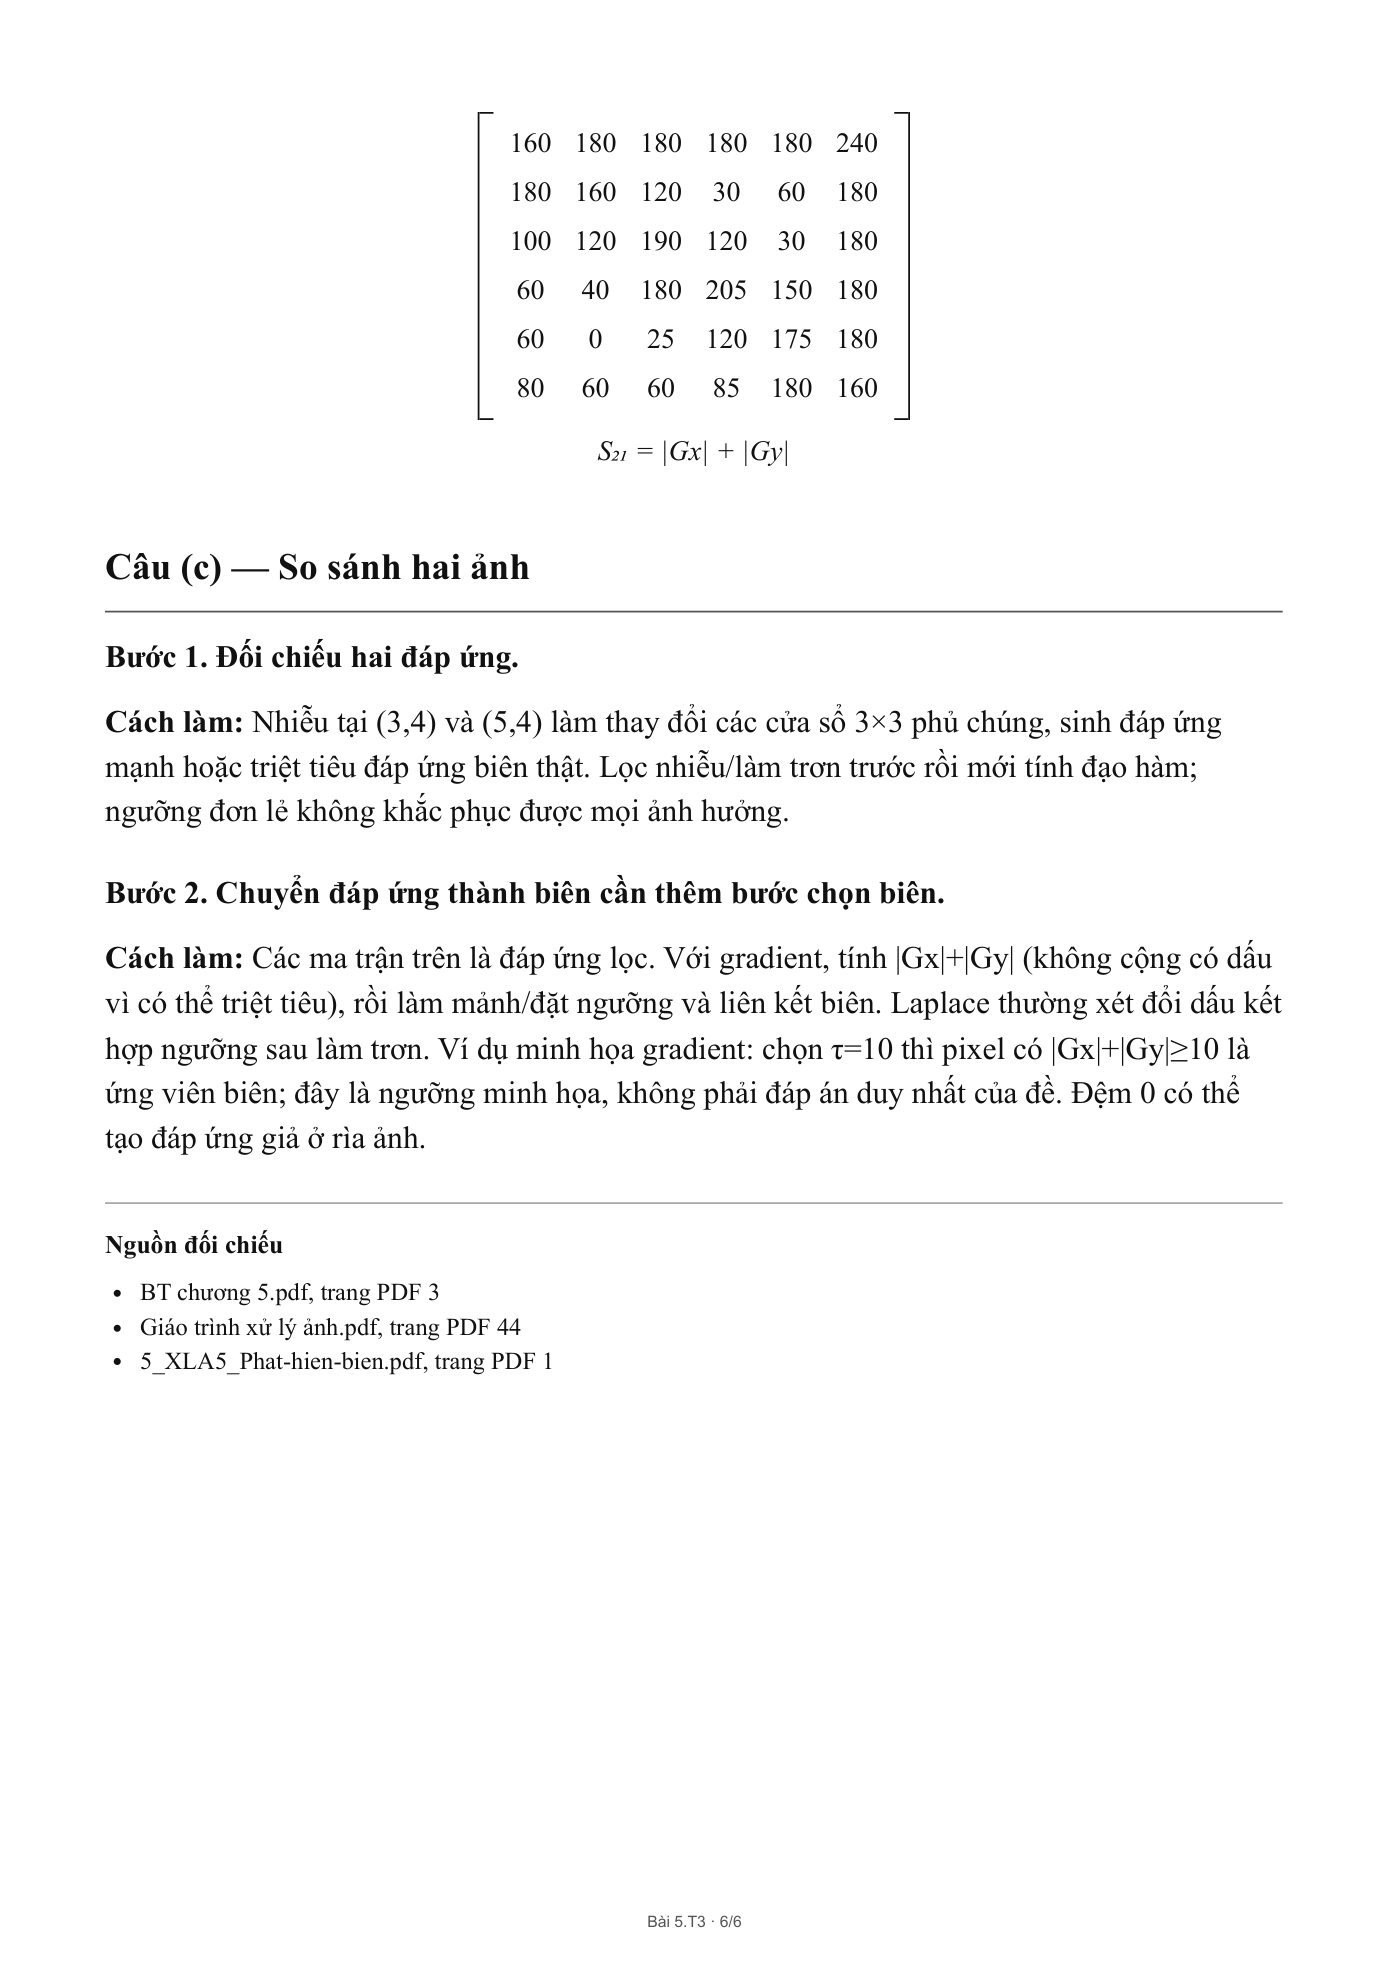 160 180 180 180 180 240
180 160 120 30 60 180
100 120 190 120 30 180
60 40 180 205 150 180
60 0 25 120 175 180
80 60 60 85 180 160
S₂₁ = |Gx| + |Gy|
Câu (c) — So sánh hai ảnh
Bước 1. Đối chiếu hai đáp ứng.
Cách làm: Nhiễu tại (3,4) và (5,4) làm thay đổi các cửa sổ 3×3 phủ chúng, sinh đáp ứng
mạnh hoặc triệt tiêu đáp ứng biên thật. Lọc nhiễu/làm trơn trước rồi mới tính đạo hàm;
ngưỡng đơn lẻ không khắc phục được mọi ảnh hưởng.
Bước 2. Chuyển đáp ứng thành biên cần thêm bước chọn biên.
Cách làm: Các ma trận trên là đáp ứng lọc. Với gradient, tính |Gx|+|Gy| (không cộng có dấu
vì có thể triệt tiêu), rồi làm mảnh/đặt ngưỡng và liên kết biên. Laplace thường xét đổi dấu kết
hợp ngưỡng sau làm trơn. Ví dụ minh họa gradient: chọn τ=10 thì pixel có |Gx|+|Gy|≥10 là
ứng viên biên; đây là ngưỡng minh họa, không phải đáp án duy nhất của đề. Đệm 0 có thể
tạo đáp ứng giả ở rìa ảnh.
Nguồn đối chiếu
• BT chương 5.pdf, trang PDF 3
• Giáo trình xử lý ảnh.pdf, trang PDF 44
• 5_XLA5_Phat-hien-bien.pdf, trang PDF 1
Bài 5.T3 · 6/6